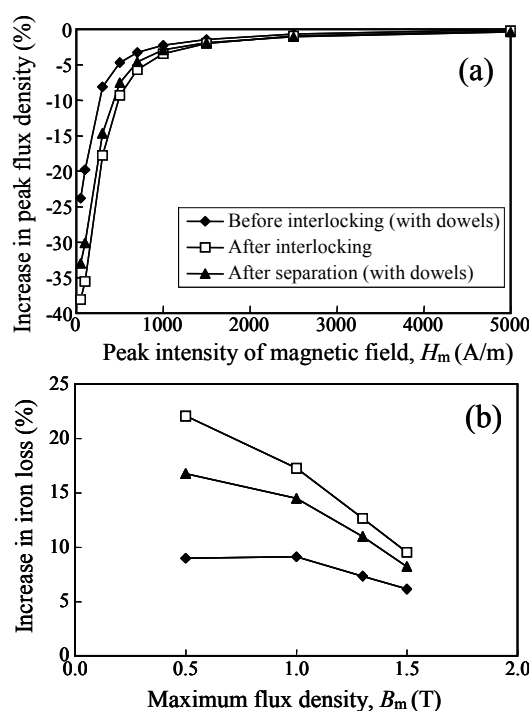 0
-5
-10
-15
-20
-25
-30
-35
-40
Increase in peak flux density (%)
(a)
Before interlocking (with dowels)
After interlocking
After separation (with dowels)
0 1000 2000 3000 4000 5000
Peak intensity of magnetic field, Hm (A/m)
25
20
15
10
5
0
Increase in iron loss (%)
(b)
0.0 0.5 1.0 1.5 2.0
Maximum flux density, Bm (T)